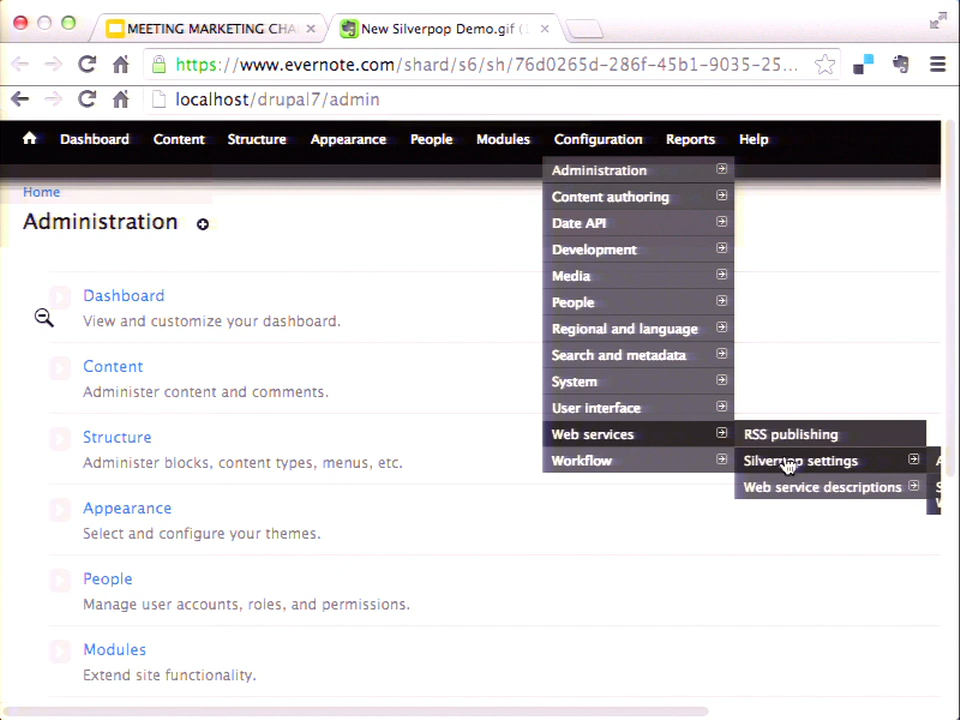 MEETING MARKETING CHA
New Silverpop Demo.gif (
https://www.evernote.com/shard/s6/sh/76d0265d-286f-45b1-9035-25...
localhost/drupal7/admin
Dashboard Content Structure Appearance People Modules Configuration Reports Help
Home
Administration
Administration
Content authoring
Date API
Development
Media
People
Regional and language
Search and metadata
System
User interface
Web services
Workflow
RSS publishing
Silverpop settings
Web service descriptions
Dashboard
View and customize your dashboard.
Content
Administer content and comments.
Structure
Administer blocks, content types, menus, etc.
Appearance
Select and configure your themes.
People
Manage user accounts, roles, and permissions.
Modules
Extend site functionality.